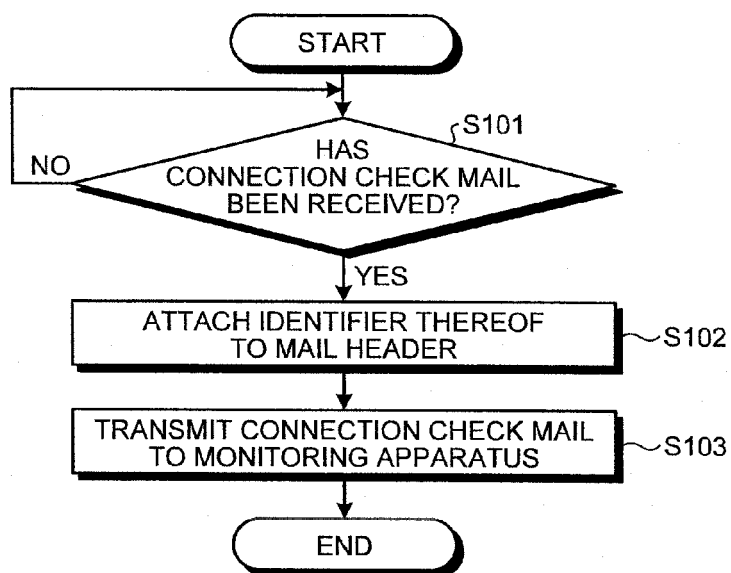 START
S101
HAS
CONNECTION CHECK MAIL
BEEN RECEIVED?
NO
YES
ATTACH IDENTIFIER THEREOF
TO MAIL HEADER
S102
TRANSMIT CONNECTION CHECK MAIL
TO MONITORING APPARATUS
S103
END